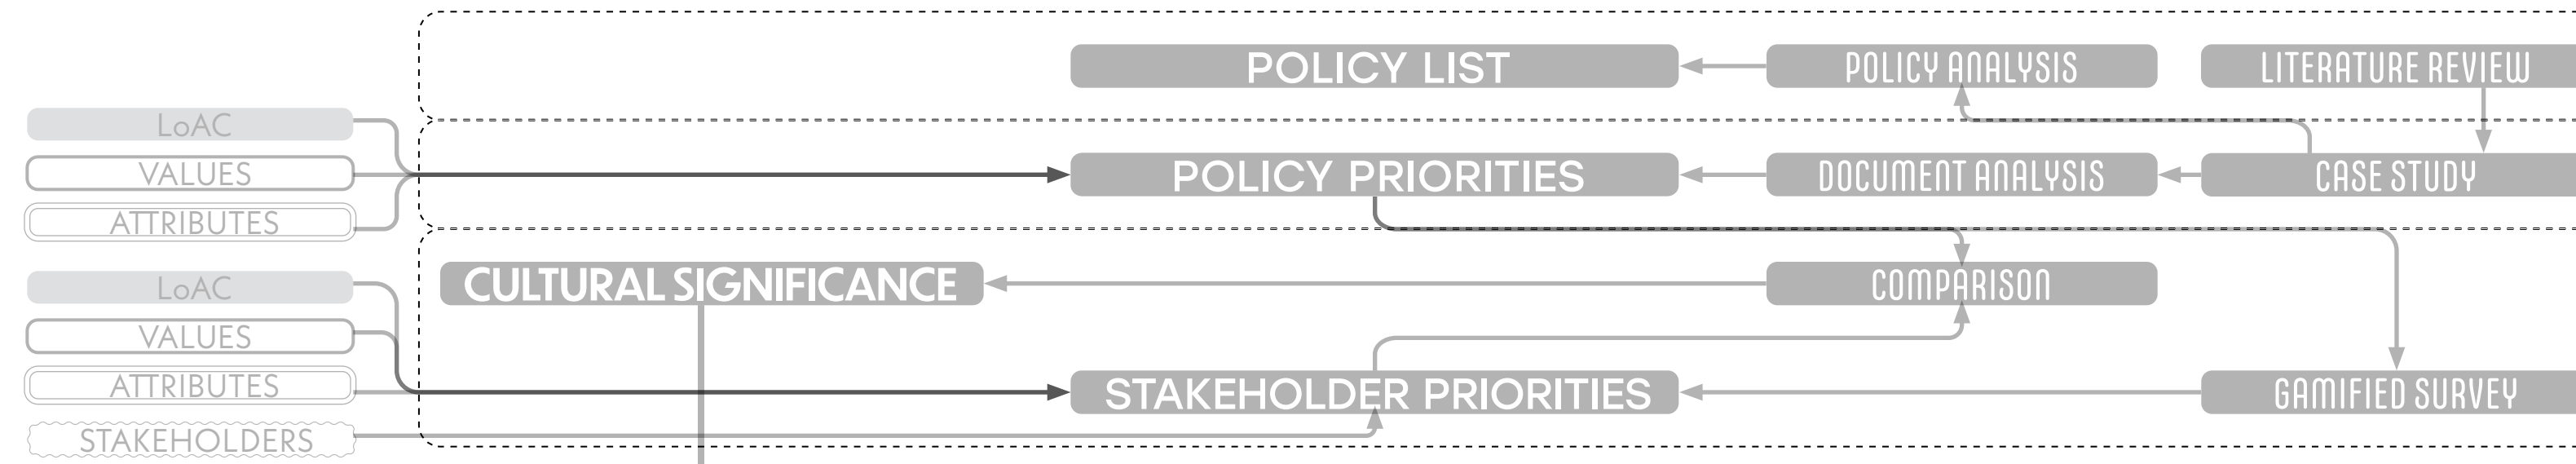 POLICY LIST
POLICY ANALYSIS
LITERATURE REVIEW
LoAC
VALUES
POLICY PRIORITIES
DOCUMENT ANALYSIS
CASE STUDY
ATTRIBUTES
LoAC
CULTURAL SIGNIFICANCE
COMPARISON
VALUES
ATTRIBUTES
STAKEHOLDER PRIORITIES
GAMIFIED SURVEY
STAKEHOLDERS